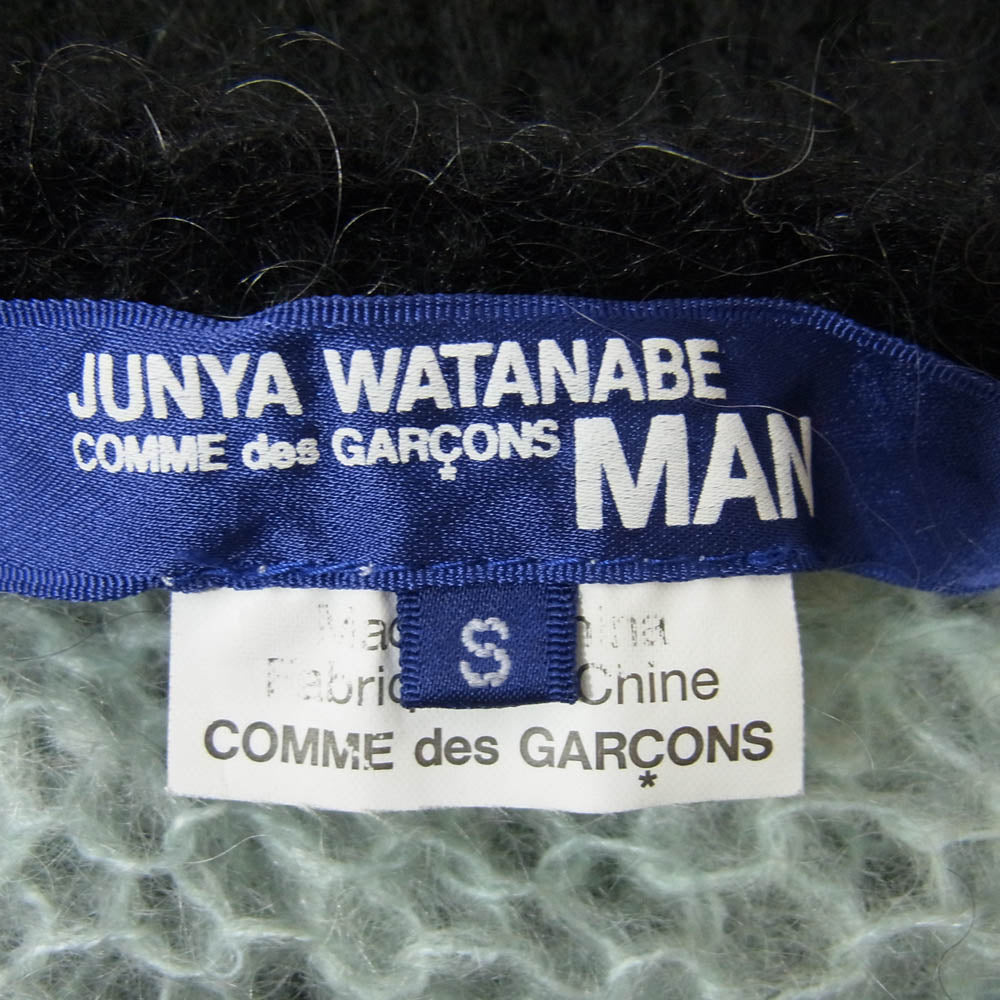 JUNYA WATANABE
COMME des GARÇONS MAN
S
Chine
COMME des GARÇONS
*